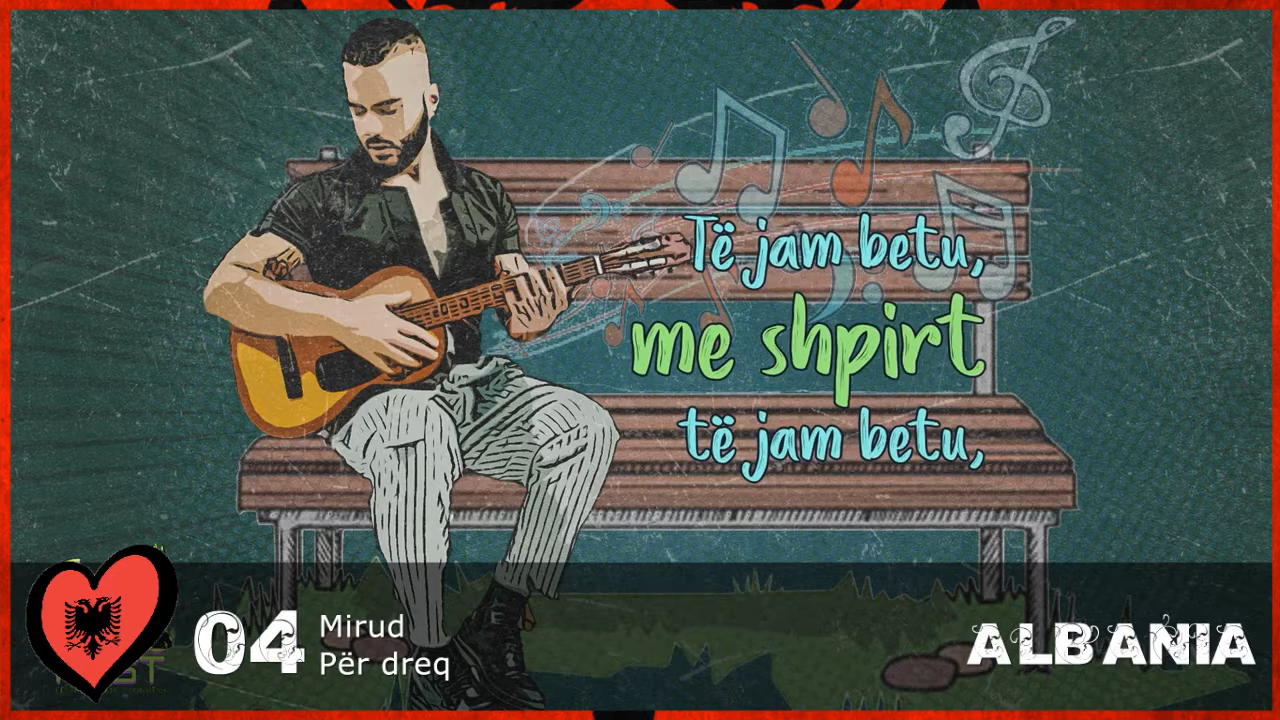 Të jam betu,
me shpirt
të jam betu,
04
Mirud
Për dreq
ALBANIA